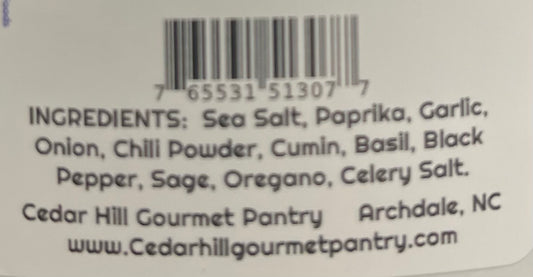 7 65531 51307 7
INGREDIENTS: Sea Salt, Paprika, Garlic,
Onion, Chili Powder, Cumin, Basil, Black
Pepper, Sage, Oregano, Celery Salt.
Cedar Hill Gourmet Pantry Archdale, NC
www.Cedarhillgourmetpantry.com